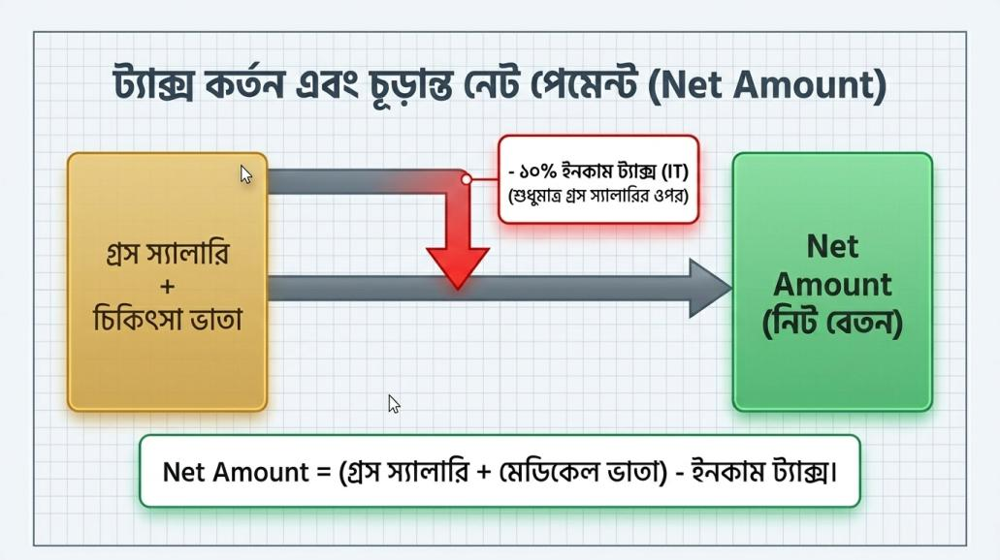 ট্যাক্স কর্তন এবং চূড়ান্ত নেট পেমেন্ট (Net Amount)
- ১০% ইনকাম ট্যাক্স (IT)
(শুধুমাত্র গ্রস স্যালারির ওপর)
গ্রস স্যালারি
+
চিকিৎসা ভাতা
Net
Amount
(নিট বেতন)
Net Amount = (গ্রস স্যালারি + মেডিকেল ভাতা) - ইনকাম ট্যাক্স।